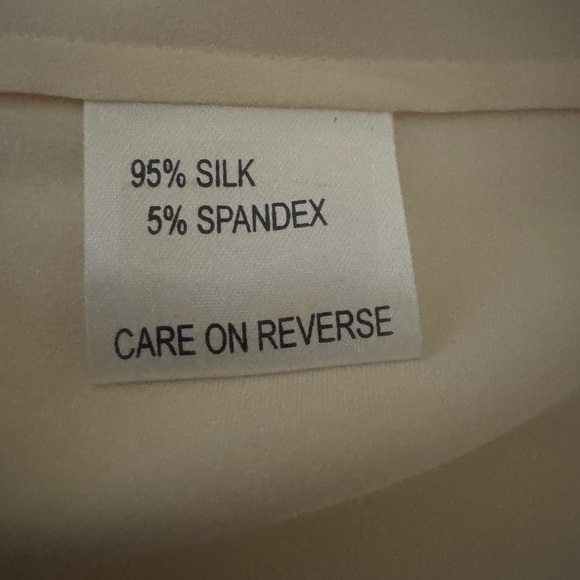 95% SILK
5% SPANDEX
CARE ON REVERSE